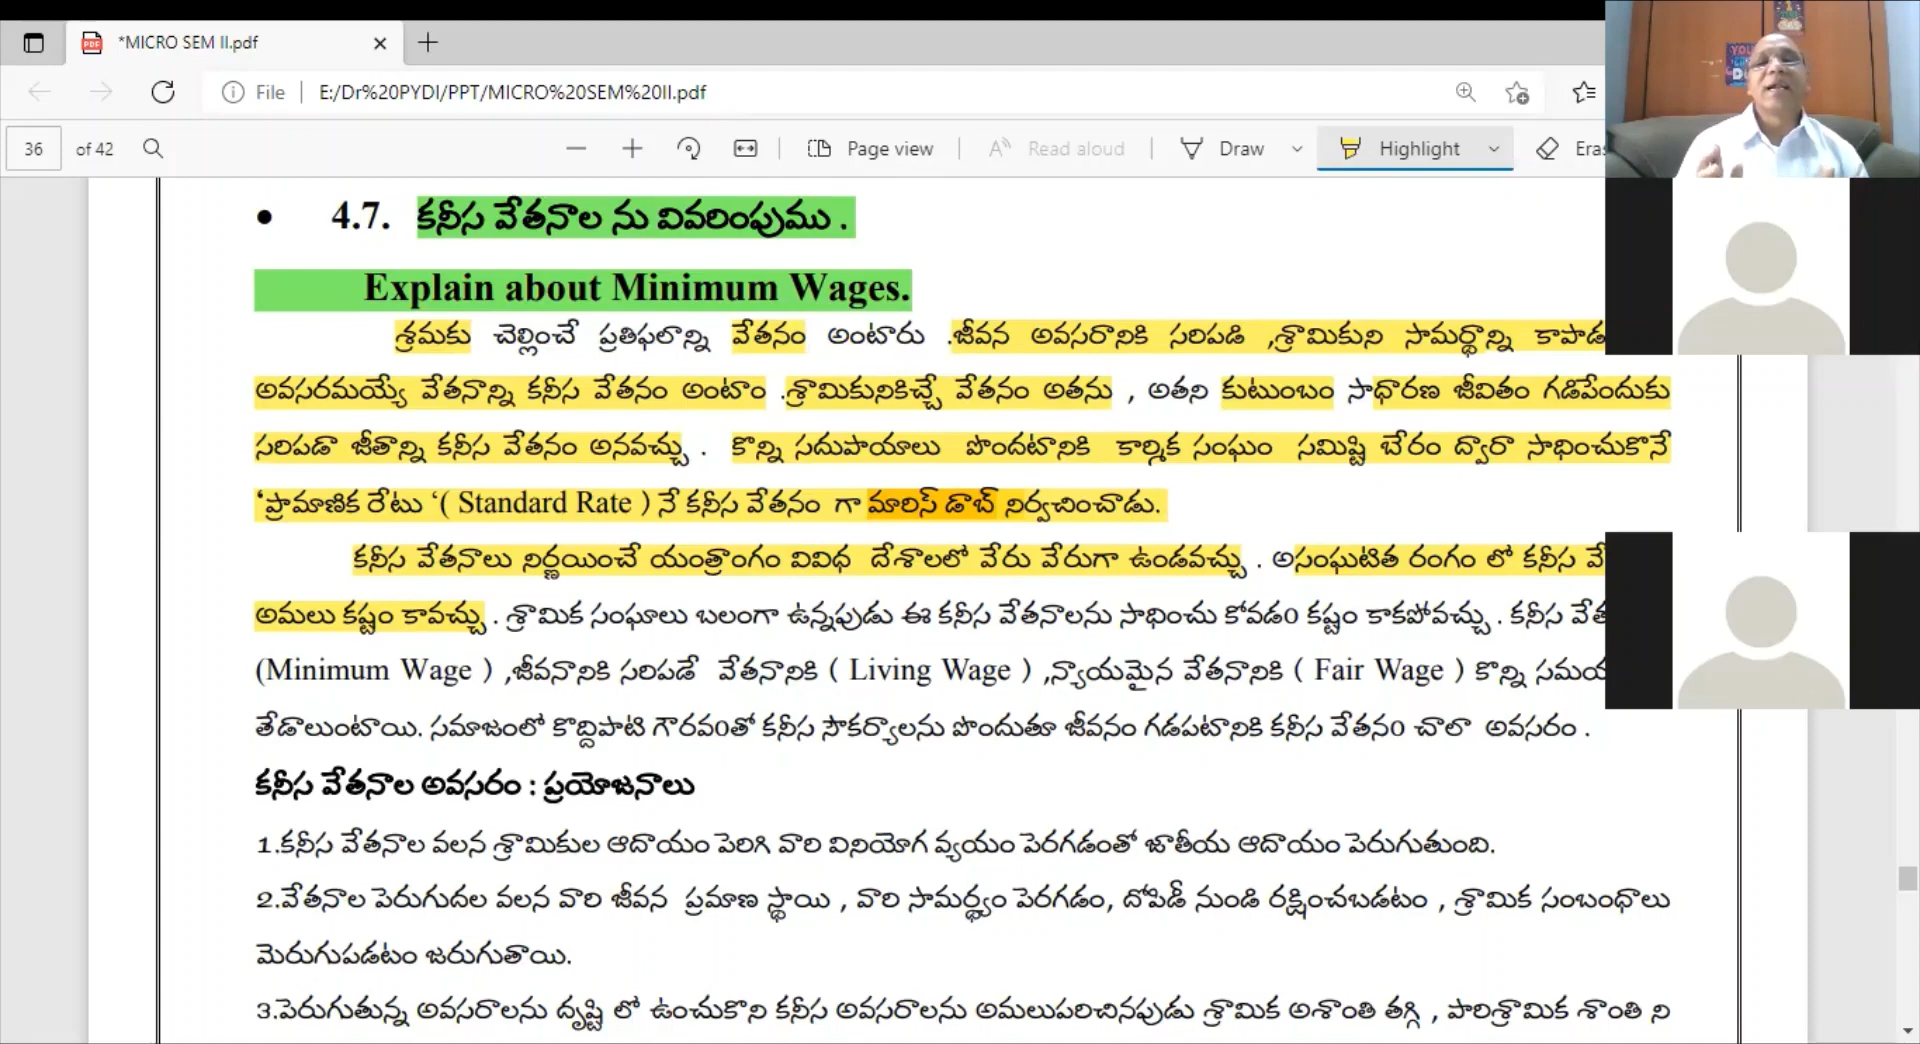 *MICRO SEM II.pdf
File E:/Dr%20PYDI/PPT/MICRO%20SEM%20II.pdf
36 of 42 Page view Read aloud Draw Highlight
• 4.7. కనీస వేతనాల ను వివరింపుము .
Explain about Minimum Wages.
శ్రమకు చెల్లించే ప్రతిఫలాన్ని వేతనం అంటారు .జీవన అవసరానికి సరిపడి ,శ్రామికుని సామర్థాన్ని కాపాడ
అవసరమయ్యే వేతనాన్ని కనీస వేతనం అంటాం .శ్రామికునికిచ్చే వేతనం అతను , అతని కుటుంబం సాధారణ జీవితం గడిపేందుకు
సరిపడా జీతాన్ని కనీస వేతనం అనవచ్చు . కొన్ని సదుపాయాలు పొందటానికి కార్మిక సంఘం సమిష్టి బేరం ద్వారా సాధించుకొనే
‘ప్రామాణిక రేటు ‘( Standard Rate ) నే కనీస వేతనం గా మారిస్ డాబ్ నిర్వచించాడు.
కనీస వేతనాలు నిర్ణయించే యంత్రాంగం వివిధ దేశాలలో వేరు వేరుగా ఉండవచ్చు . అసంఘటిత రంగం లో కనీస వే
అమలు కష్టం కావచ్చు . శ్రామిక సంఘాలు బలంగా ఉన్నపుడు ఈ కనీస వేతనాలను సాధించు కోవడం కష్టం కాకపోవచ్చు . కనీస వేత
(Minimum Wage ) ,జీవనానికి సరిపడే వేతనానికి ( Living Wage ) ,న్యాయమైన వేతనానికి ( Fair Wage ) కొన్ని సమయ
తేడాలుంటాయి. సమాజంలో కొద్దిపాటి గౌరవంతో కనీస సౌకర్యాలను పొందుతూ జీవనం గడపటానికి కనీస వేతనం చాలా అవసరం .
కనీస వేతనాల అవసరం : ప్రయోజనాలు
1.కనీస వేతనాల వలన శ్రామికుల ఆదాయం పెరిగి వారి వినియోగ వ్యయం పెరగడంతో జాతీయ ఆదాయం పెరుగుతుంది.
2.వేతనాల పెరుగుదల వలన వారి జీవన ప్రమాణ స్థాయి , వారి సామర్థ్యం పెరగడం, దోపిడీ నుండి రక్షించబడటం , శ్రామిక సంబంధాలు
మెరుగుపడటం జరుగుతాయి.
3.పెరుగుతున్న అవసరాలను దృష్టి లో ఉంచుకొని కనీస అవసరాలను అమలుపరిచినపుడు శ్రామిక అశాంతి తగ్గి , పారిశ్రామిక శాంతి ని